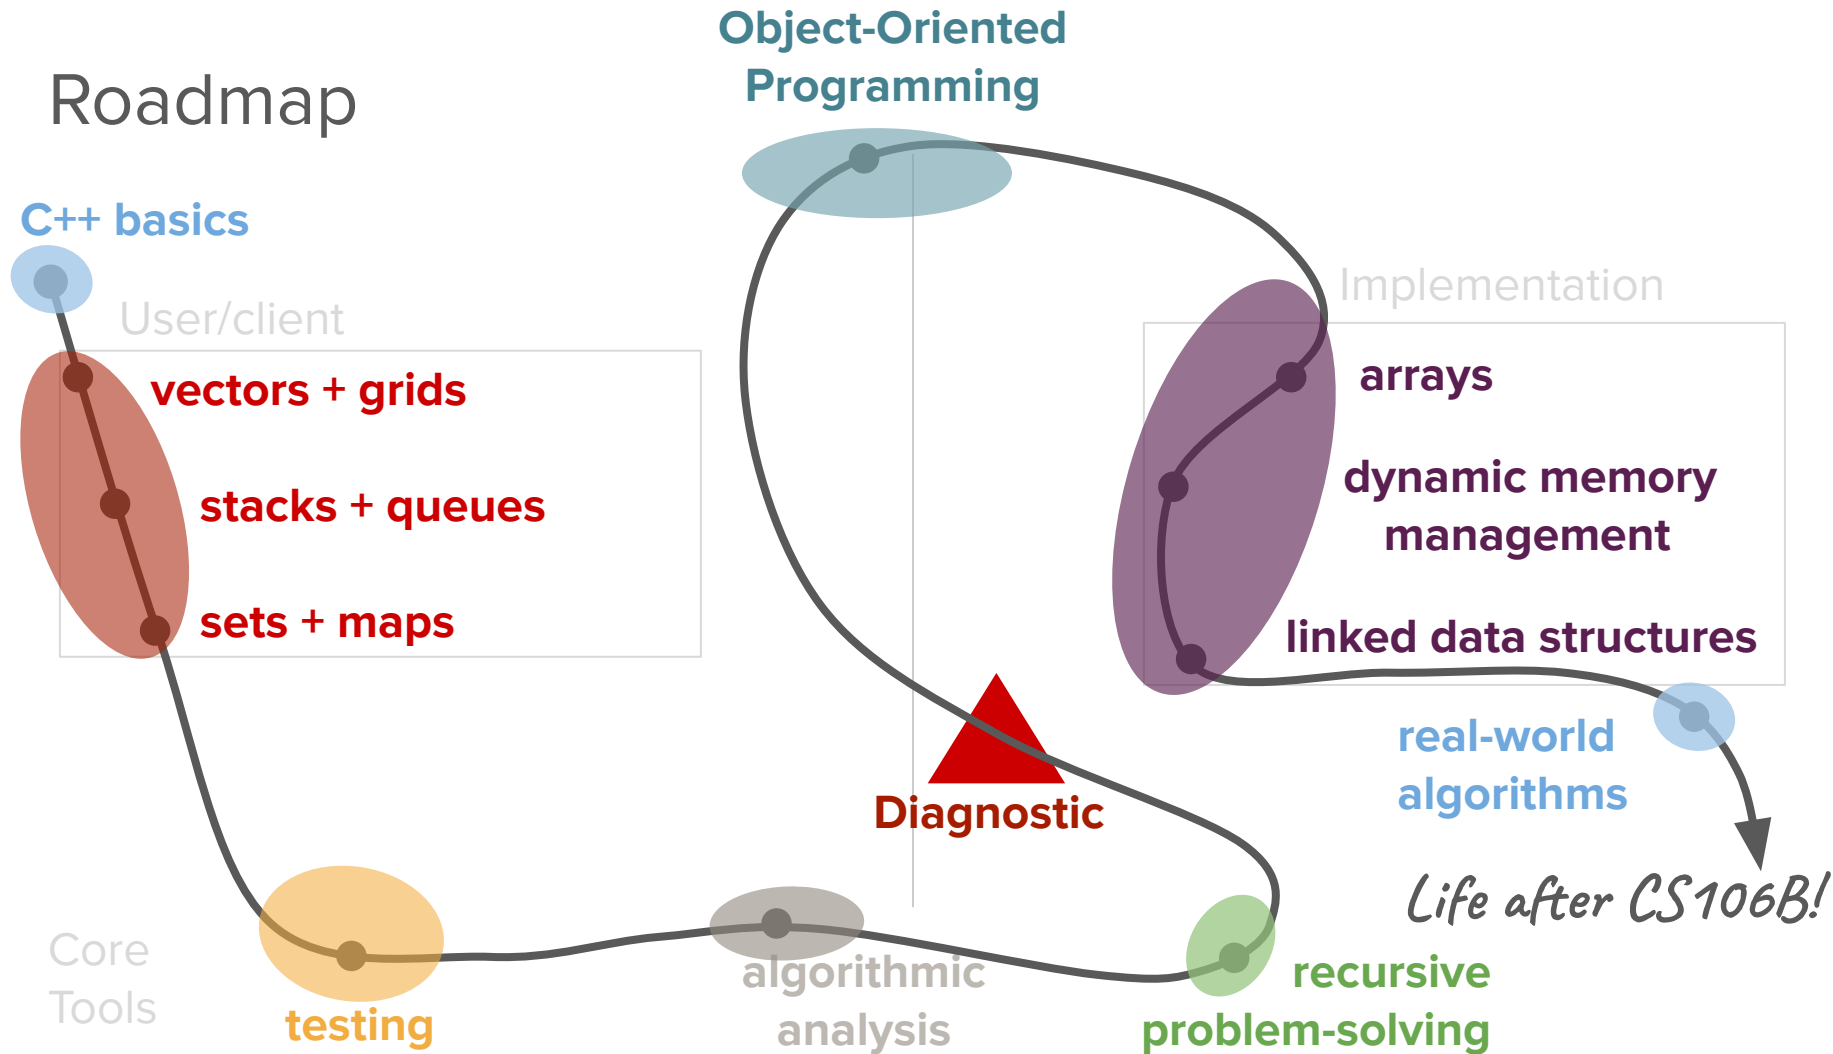 Object-Oriented
Programming
Roadmap
C++ basics
User/client
Implementation
vectors + grids
arrays
stacks + queues
dynamic memory
management
sets + maps
linked data structures
real-world
algorithms
Diagnostic
Life after CS106B!
Core
Tools
testing
algorithmic
analysis
recursive
problem-solving